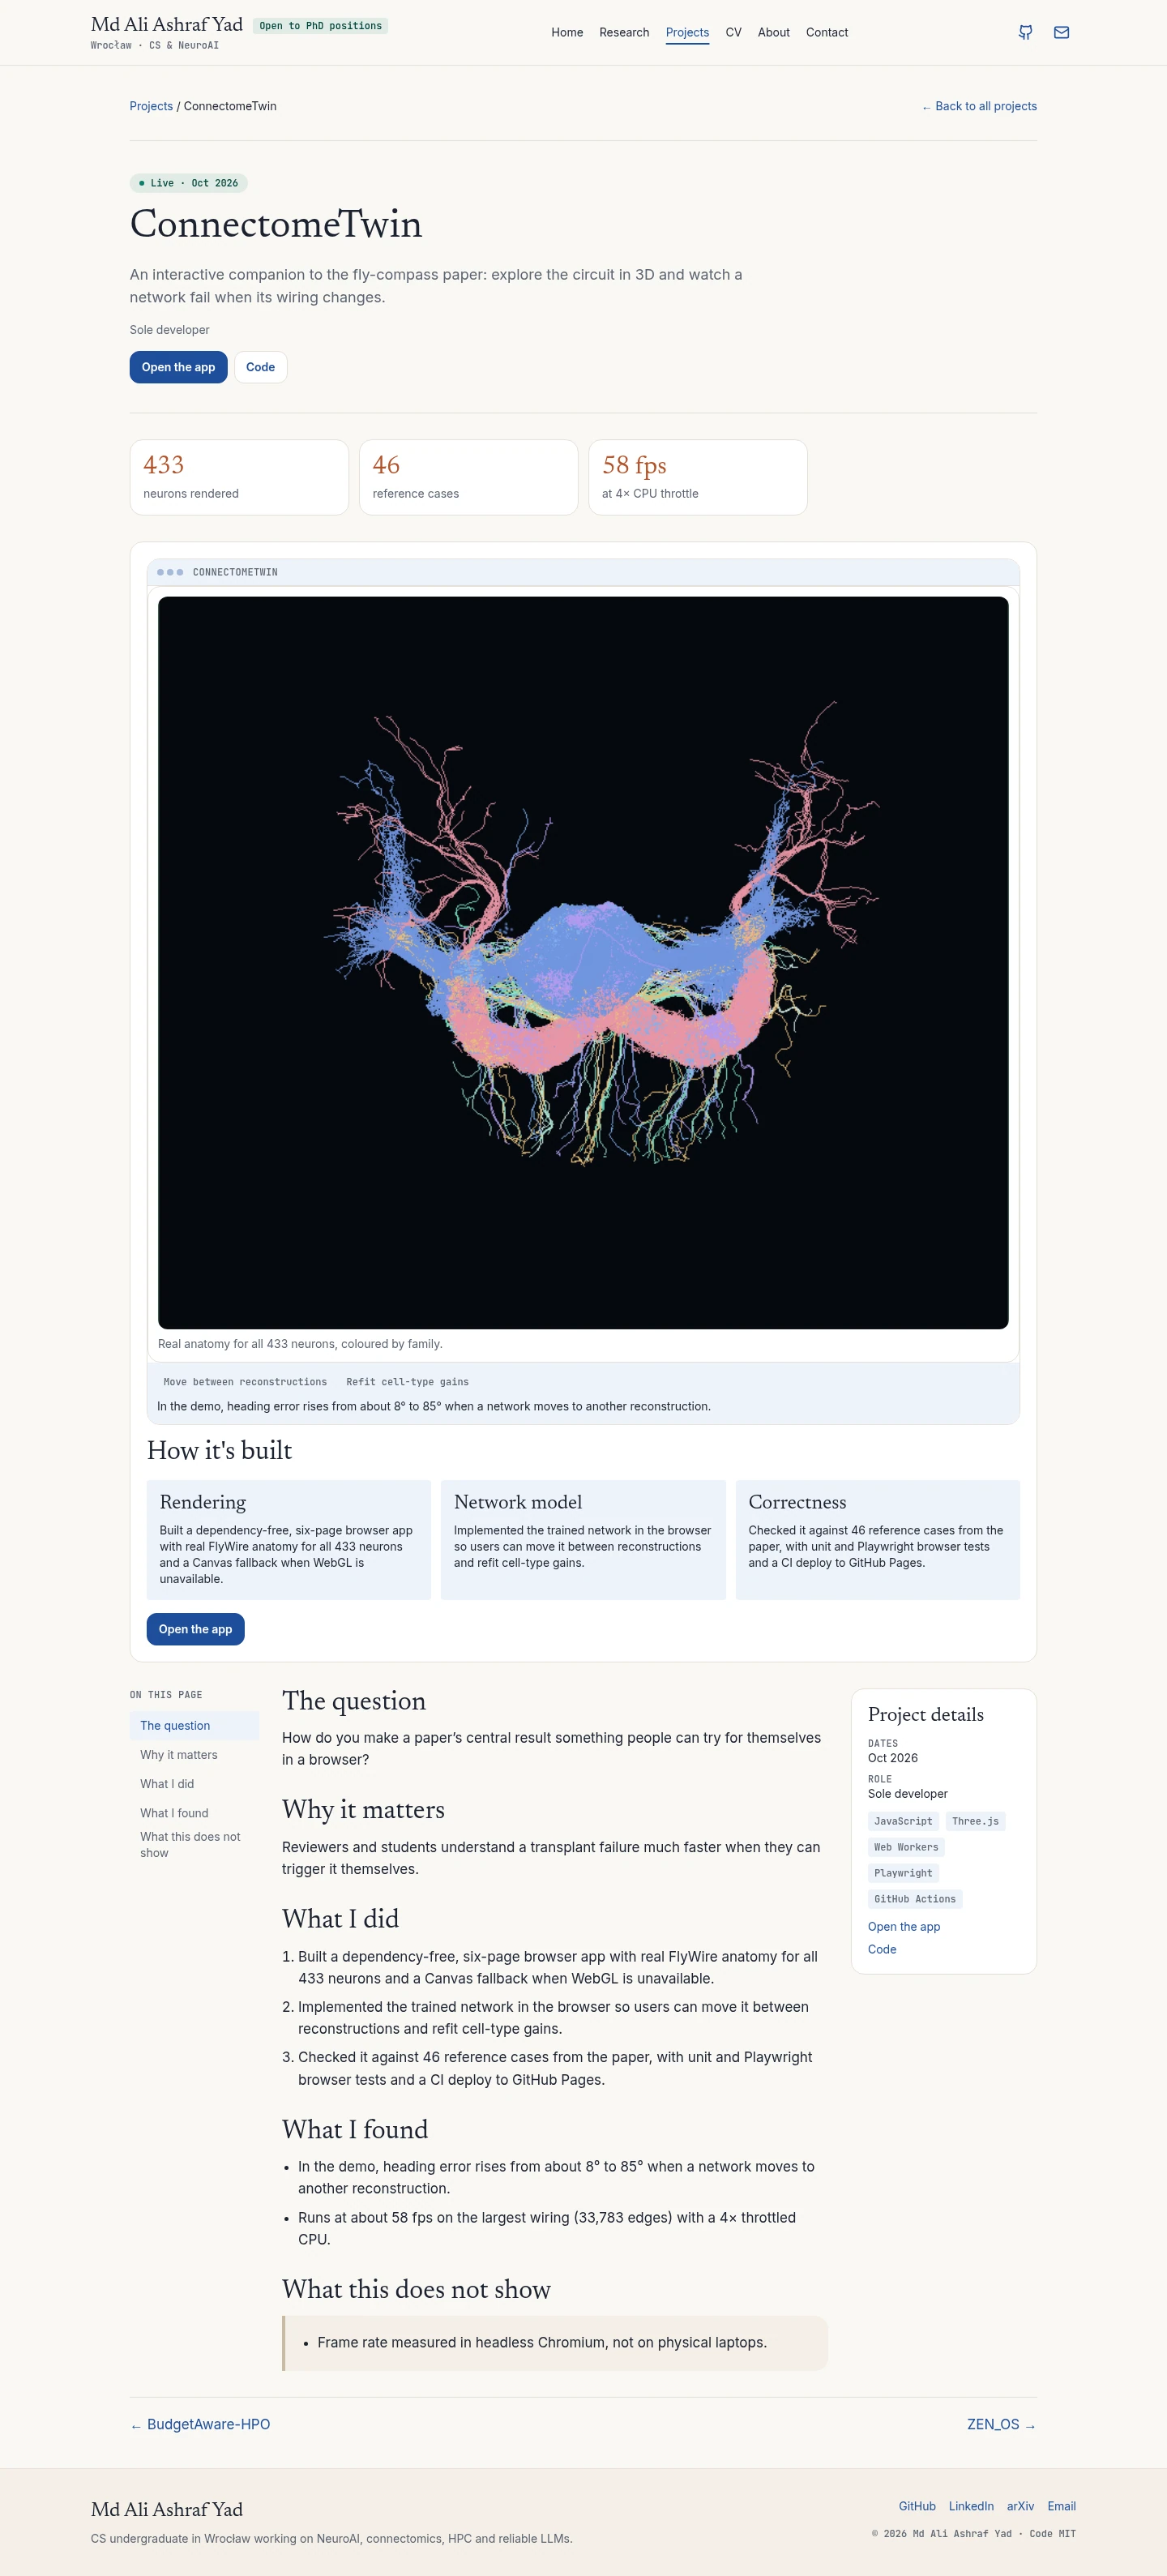 Md Ali Ashraf Yad Open to PhD positions
Wrocław · CS & NeuroAI
Home Research Projects CV About Contact
Projects / ConnectomeTwin
← Back to all projects
Live · Oct 2026
ConnectomeTwin
An interactive companion to the fly-compass paper: explore the circuit in 3D and watch a
network fail when its wiring changes.
Sole developer
Open the app Code
433
neurons rendered
46
reference cases
58 fps
at 4× CPU throttle
CONNECTOMETWIN
Real anatomy for all 433 neurons, coloured by family.
Move between reconstructions Refit cell-type gains
In the demo, heading error rises from about 8° to 85° when a network moves to another reconstruction.
How it's built
Rendering
Built a dependency-free, six-page browser app
with real FlyWire anatomy for all 433 neurons
and a Canvas fallback when WebGL is
unavailable.
Network model
Implemented the trained network in the browser
so users can move it between reconstructions
and refit cell-type gains.
Correctness
Checked it against 46 reference cases from the
paper, with unit and Playwright browser tests
and a CI deploy to GitHub Pages.
Open the app
ON THIS PAGE
The question
Why it matters
What I did
What I found
What this does not
show
The question
How do you make a paper’s central result something people can try for themselves
in a browser?
Why it matters
Reviewers and students understand a transplant failure much faster when they can
trigger it themselves.
What I did
1. Built a dependency-free, six-page browser app with real FlyWire anatomy for all
433 neurons and a Canvas fallback when WebGL is unavailable.
2. Implemented the trained network in the browser so users can move it between
reconstructions and refit cell-type gains.
3. Checked it against 46 reference cases from the paper, with unit and Playwright
browser tests and a CI deploy to GitHub Pages.
What I found
• In the demo, heading error rises from about 8° to 85° when a network moves to
another reconstruction.
• Runs at about 58 fps on the largest wiring (33,783 edges) with a 4× throttled
CPU.
What this does not show
• Frame rate measured in headless Chromium, not on physical laptops.
Project details
DATES
Oct 2026
ROLE
Sole developer
JavaScript Three.js
Web Workers
Playwright
GitHub Actions
Open the app
Code
← BudgetAware-HPO
ZEN_OS →
Md Ali Ashraf Yad
CS undergraduate in Wrocław working on NeuroAI, connectomics, HPC and reliable LLMs.
GitHub LinkedIn arXiv Email
© 2026 Md Ali Ashraf Yad · Code MIT